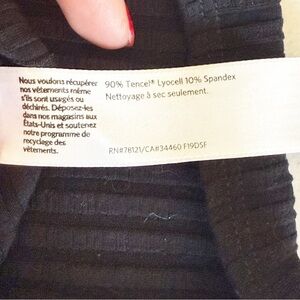 Nous voulons récupérer
nos vêtements même
s'ils sont usagés ou
déchirés. Déposez-les
dans nos magasins aux
États-Unis et soutenez
notre programme de
recyclage des
vêtements.
90% Tencel® Lyocell 10% Spandex
Nettoyage à sec seulement.
RN#78121/CA#34460 F19DSF